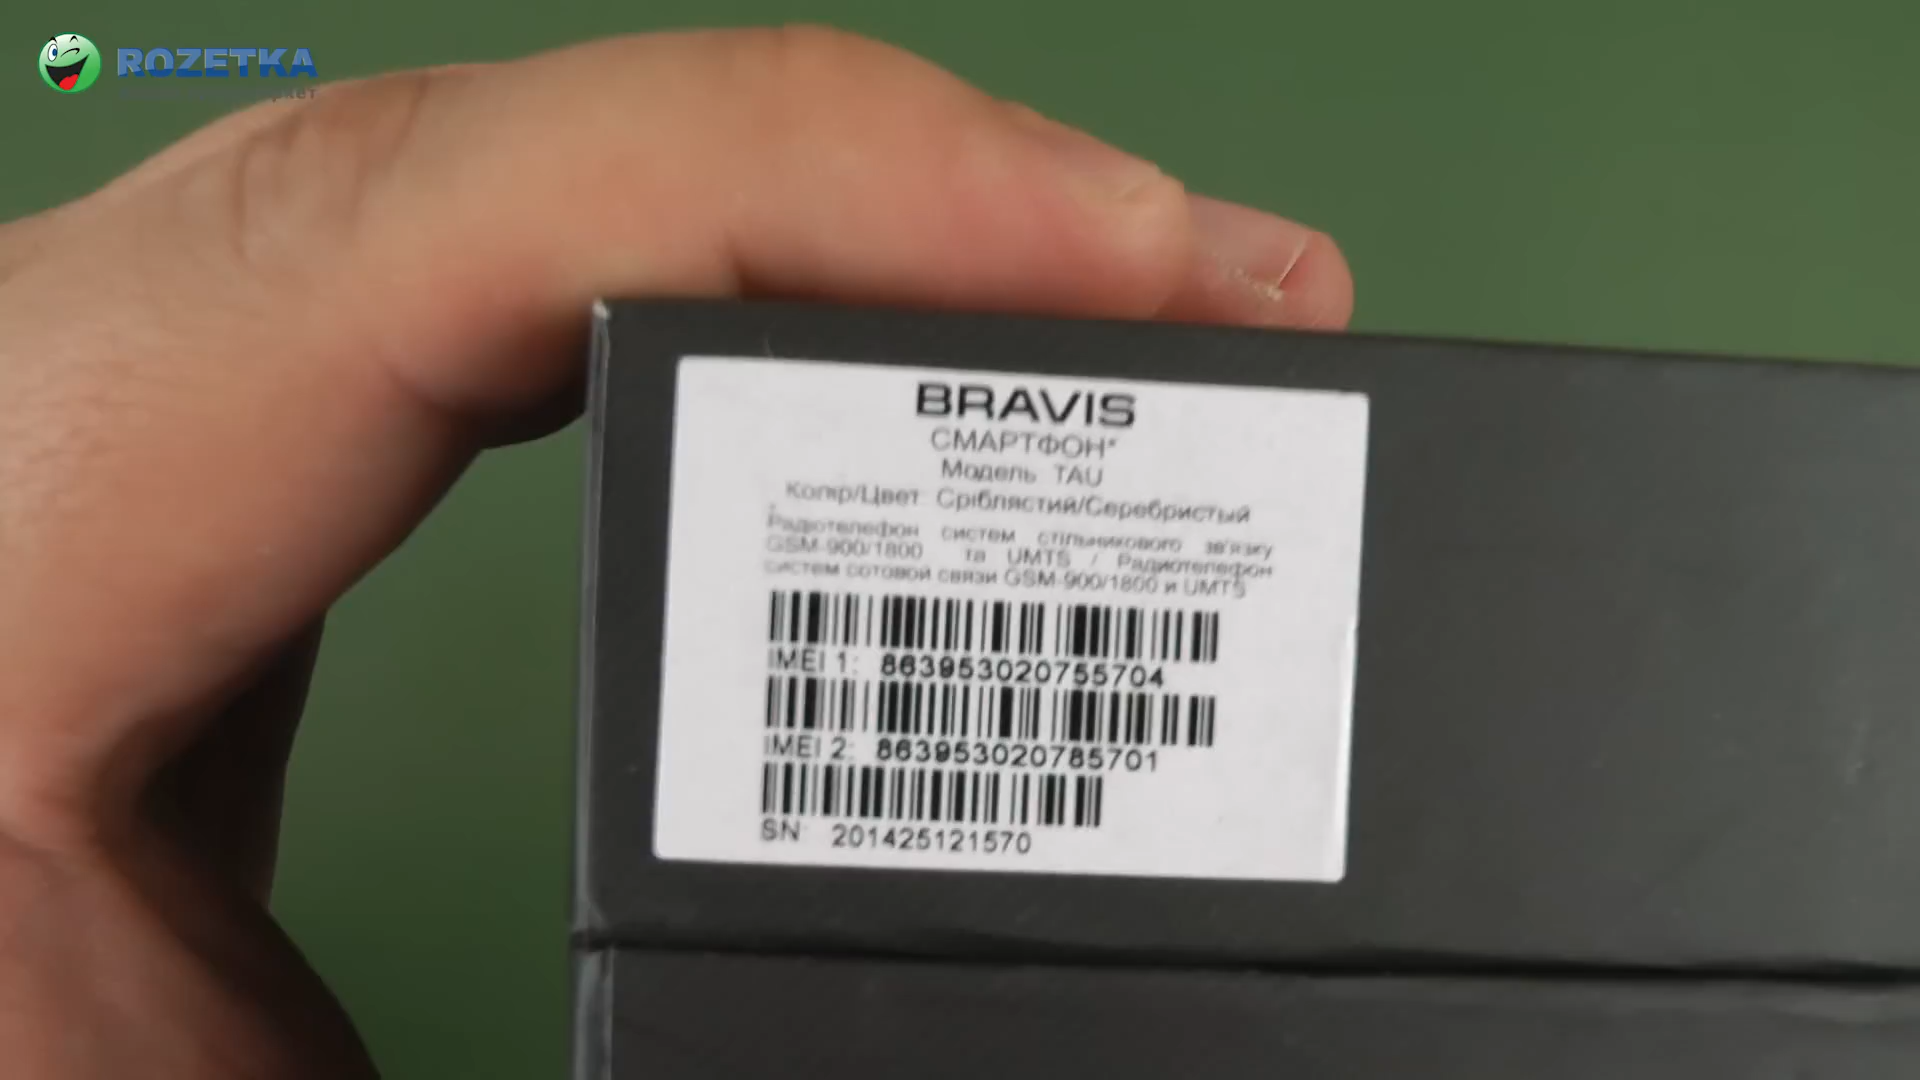 ROZETKA
BRAVIS
СМАРТФОН*
Модель: TAU
Колір/Цвет: Сріблястий/Серебристый
Радіотелефон систем стільникового зв'язку
GSM-900/1800 та UMTS / Радиотелефон
систем сотовой связи GSM-900/1800 и UMTS
IMEI 1: 863953020755704
IMEI 2: 863953020785701
SN: 201425121570